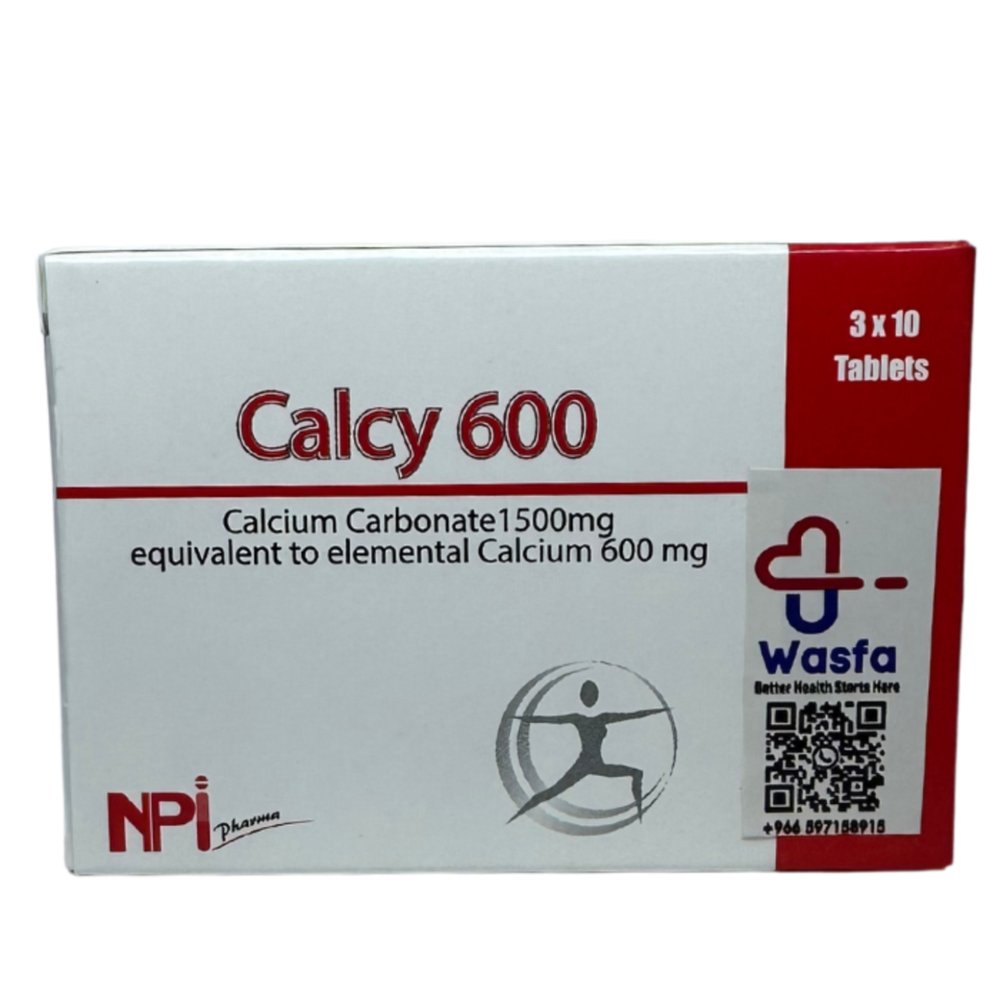 3 x 10
Tablets
Calcy 600
Calcium Carbonate1500mg
equivalent to elemental Calcium 600 mg
Wasfa
Better Health Starts Here
+966 597158915
NPi Pharma